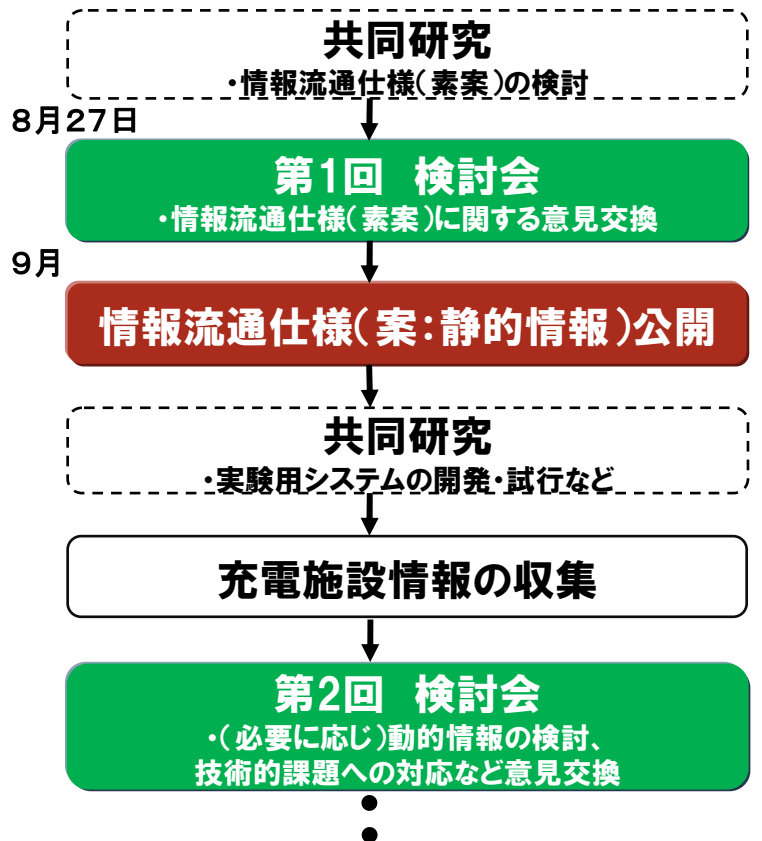 共同研究
・情報流通仕様(素案)の検討
8月27日
第1回 検討会
・情報流通仕様(素案)に関する意見交換
9月
情報流通仕様(案:静的情報)公開
共同研究
・実験用システムの開発・試行など
充電施設情報の収集
第2回 検討会
・(必要に応じ)動的情報の検討、
技術的課題への対応など意見交換